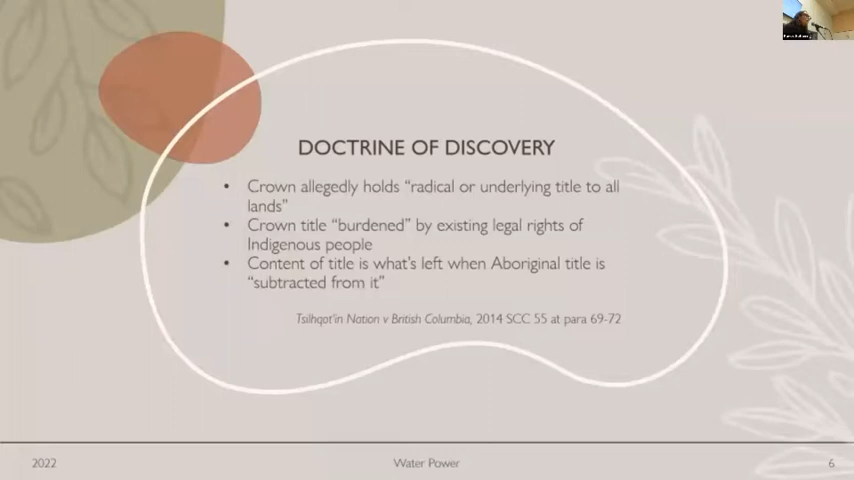 DOCTRINE OF DISCOVERY
• Crown allegedly holds “radical or underlying title to all
lands”
• Crown title “burdened” by existing legal rights of
Indigenous people
• Content of title is what’s left when Aboriginal title is
“subtracted from it”
Tsilhqot’in Nation v British Columbia, 2014 SCC 55 at para 69-72
2022
Water Power
6